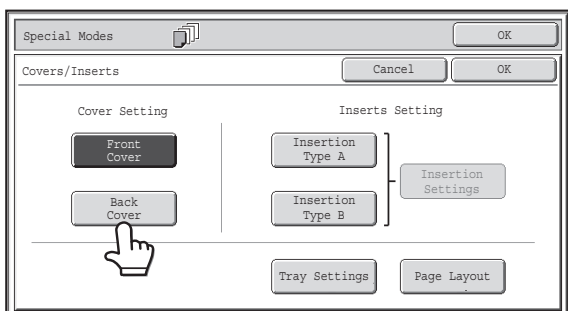 Special Modes
OK
Covers/Inserts
Cancel
OK
Cover Setting
Inserts Setting
Front
Cover
Insertion
Type A
Insertion
Settings
Back
Cover
Insertion
Type B
Tray Settings
Page Layout